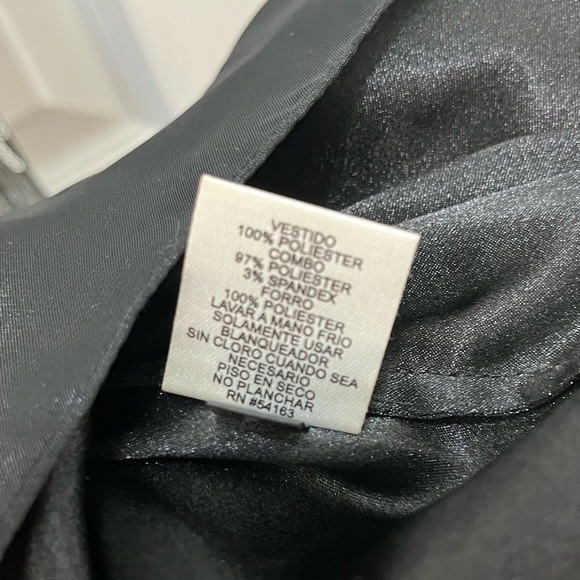 VESTIDO
100% POLIESTER
COMBO
97% POLIESTER
3% SPANDEX
FORRO
100% POLIESTER
LAVAR A MANO FRIO
SOLAMENTE USAR
BLANQUEADOR
SIN CLORO CUANDO SEA
NECESARIO
PISO EN SECO
NO PLANCHAR
RN #54163